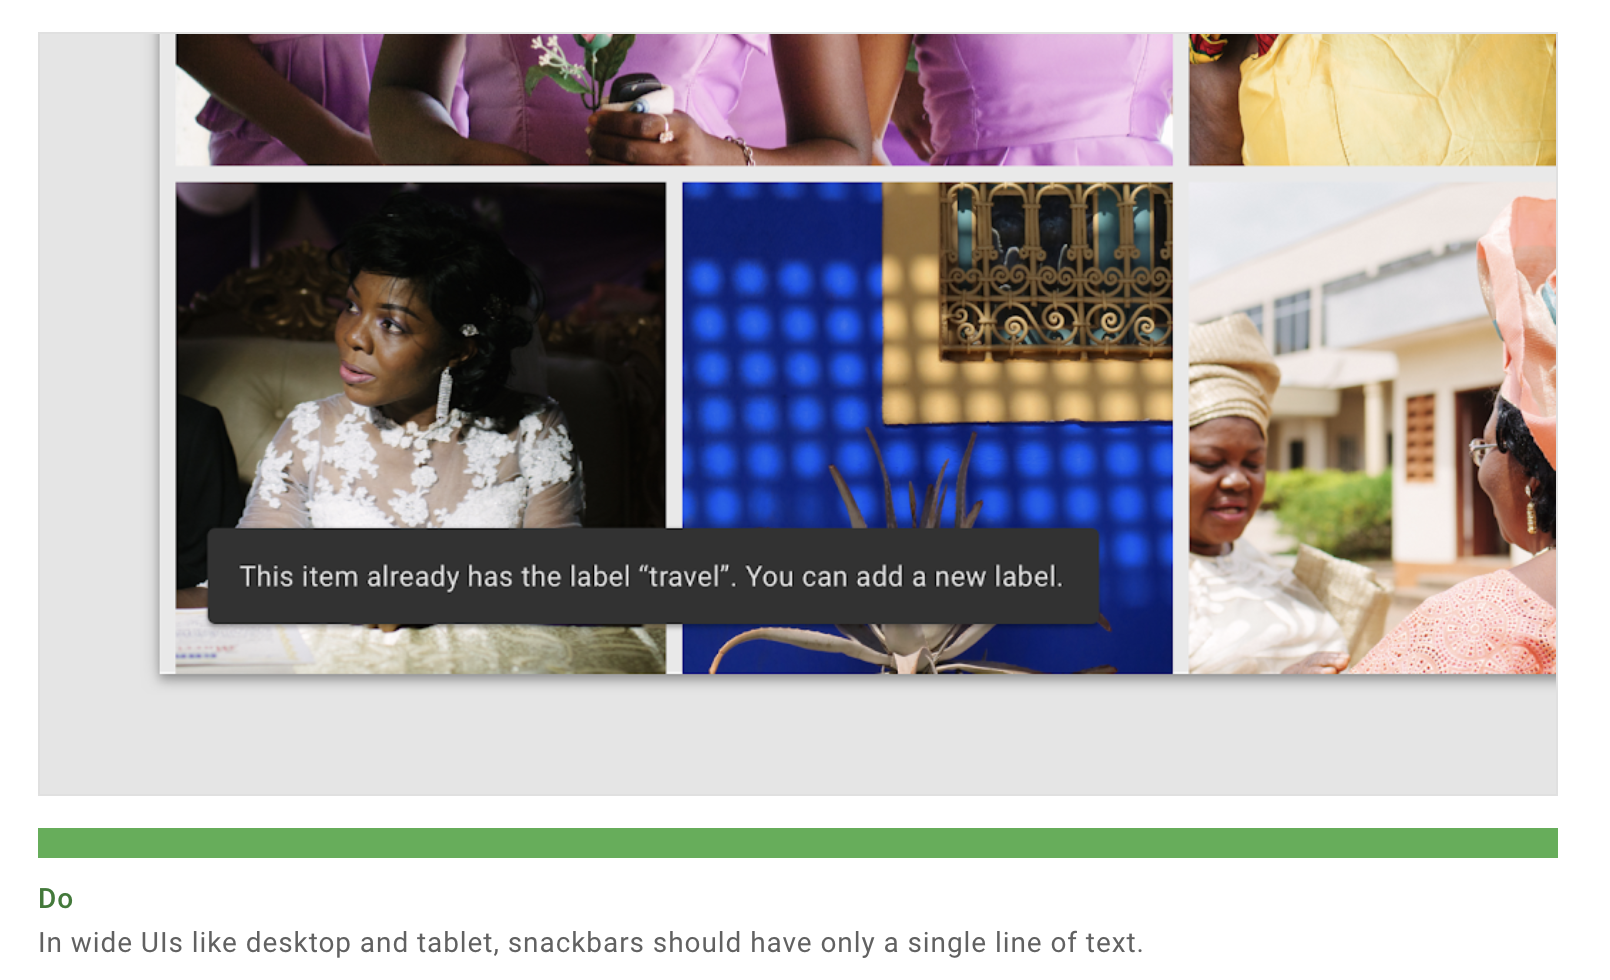 This item already has the label “travel”. You can add a new label.
Do
In wide UIs like desktop and tablet, snackbars should have only a single line of text.